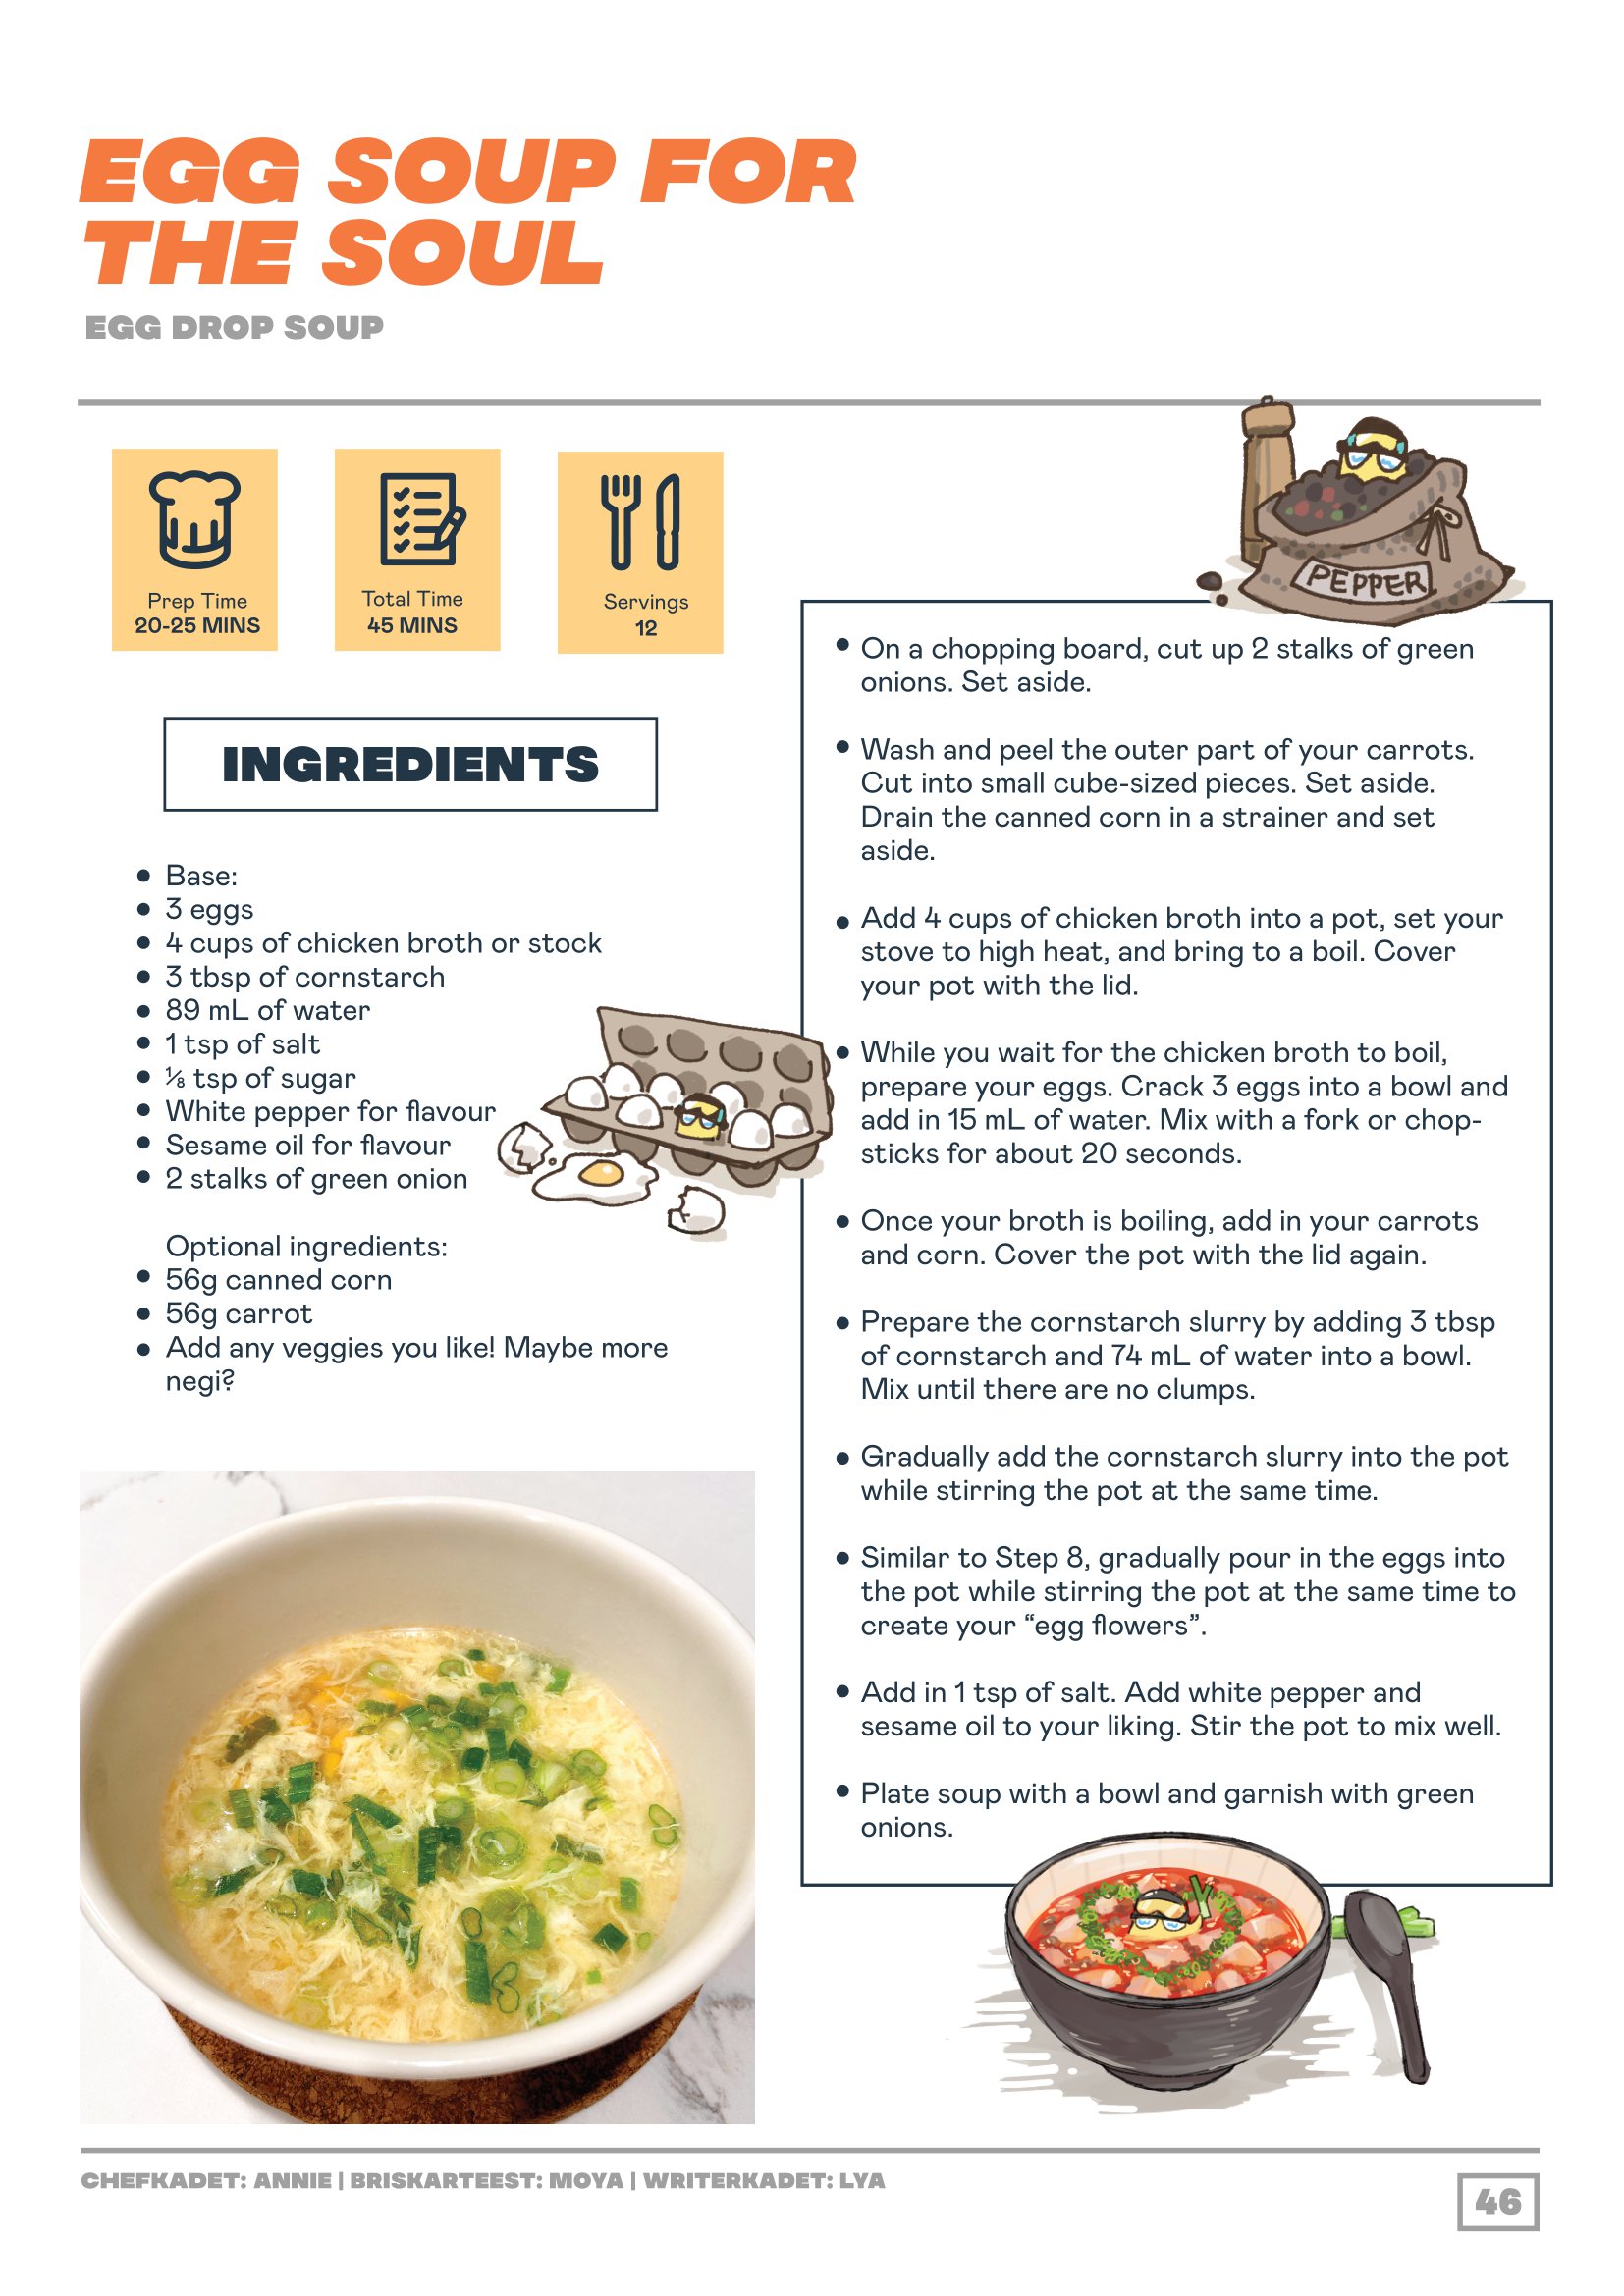 EGG SOUP FOR
THE SOUL
EGG DROP SOUP
Prep Time
20-25 MINS
Total Time
45 MINS
Servings
12
INGREDIENTS
• Base:
• 3 eggs
• 4 cups of chicken broth or stock
• 3 tbsp of cornstarch
• 89 mL of water
• 1 tsp of salt
• ⅛ tsp of sugar
• White pepper for flavour
• Sesame oil for flavour
• 2 stalks of green onion
Optional ingredients:
• 56g canned corn
• 56g carrot
• Add any veggies you like! Maybe more
negi?
PEPPER
• On a chopping board, cut up 2 stalks of green
onions. Set aside.
• Wash and peel the outer part of your carrots.
Cut into small cube-sized pieces. Set aside.
Drain the canned corn in a strainer and set
aside.
• Add 4 cups of chicken broth into a pot, set your
stove to high heat, and bring to a boil. Cover
your pot with the lid.
• While you wait for the chicken broth to boil,
prepare your eggs. Crack 3 eggs into a bowl and
add in 15 mL of water. Mix with a fork or chop-
sticks for about 20 seconds.
• Once your broth is boiling, add in your carrots
and corn. Cover the pot with the lid again.
• Prepare the cornstarch slurry by adding 3 tbsp
of cornstarch and 74 mL of water into a bowl.
Mix until there are no clumps.
• Gradually add the cornstarch slurry into the pot
while stirring the pot at the same time.
• Similar to Step 8, gradually pour in the eggs into
the pot while stirring the pot at the same time to
create your “egg flowers”.
• Add in 1 tsp of salt. Add white pepper and
sesame oil to your liking. Stir the pot to mix well.
• Plate soup with a bowl and garnish with green
onions.
CHEFKADET: ANNIE | BRISKARTEEST: MOYA | WRITERKADET: LYA
46